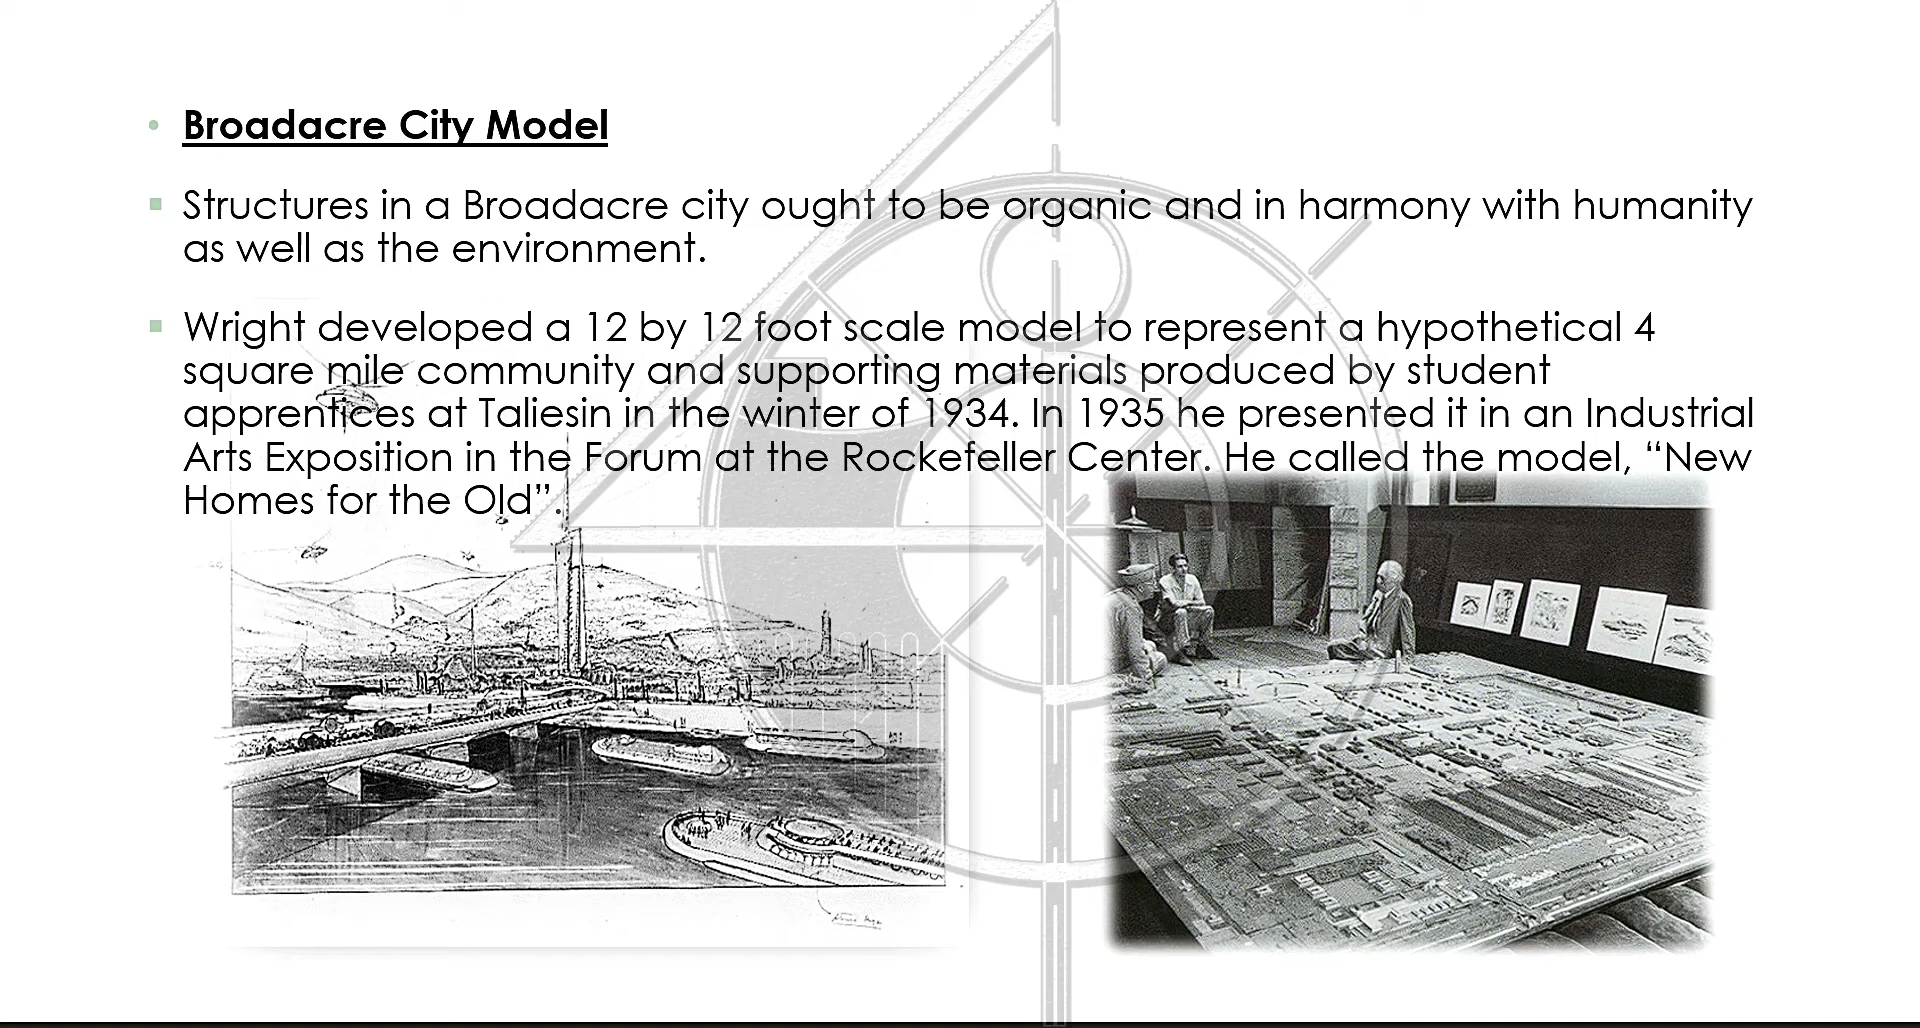 Broadacre City Model
Structures in a Broadacre city ought to be organic and in harmony with humanity
as well as the environment.
Wright developed a 12 by 12 foot scale model to represent a hypothetical 4
square mile community and supporting materials produced by student
apprentices at Taliesin in the winter of 1934. In 1935 he presented it in an Industrial
Arts Exposition in the Forum at the Rockefeller Center. He called the model, “New
Homes for the Old”.